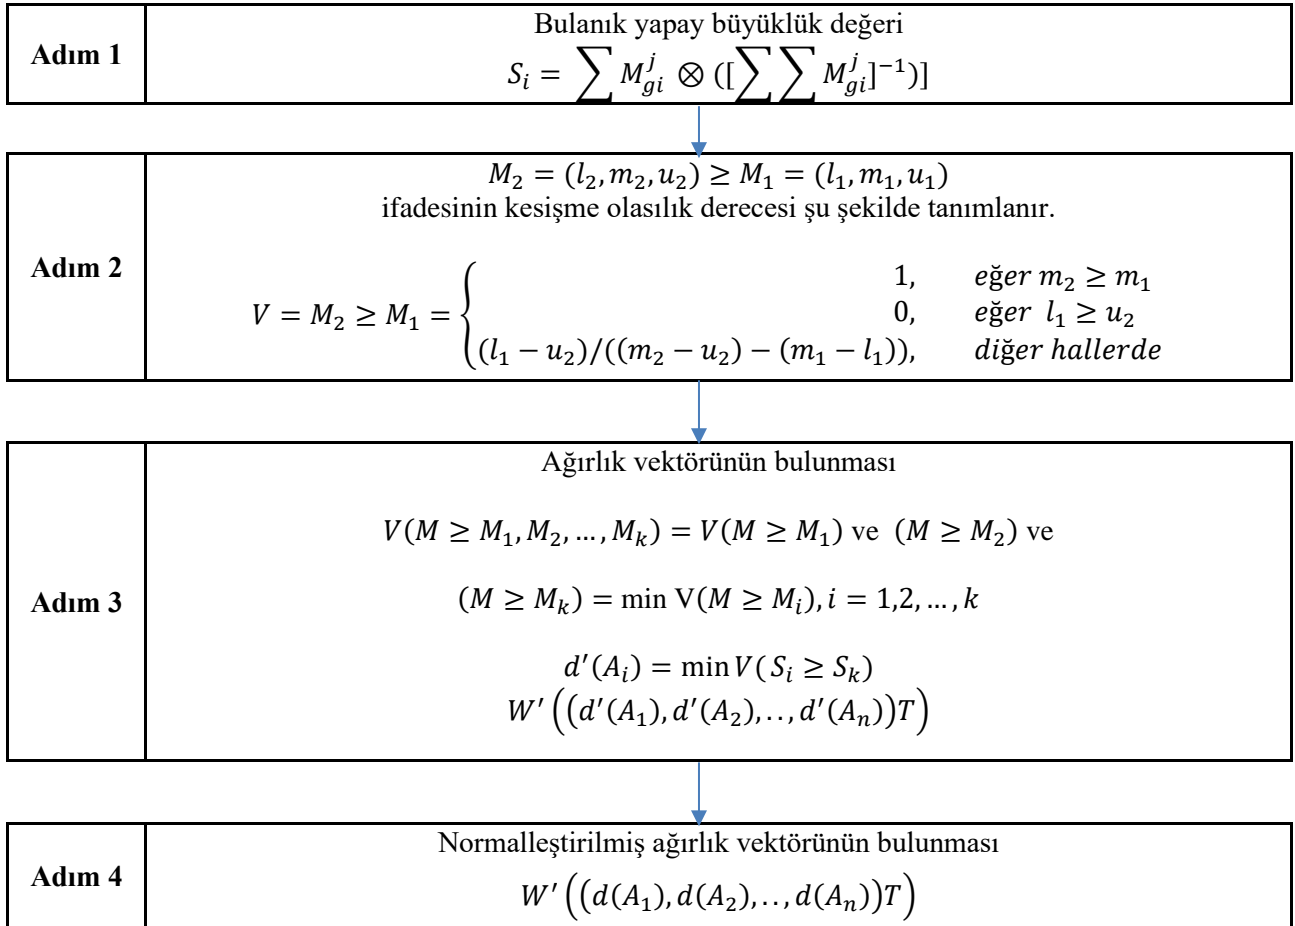 Adım 1
Bulanık yapay büyüklük değeri
S_i = ∑ M_{gi}^j ⊗ ([∑ ∑ M_{gi}^j]^{−1})]
Adım 2
M_2 = (l_2, m_2, u_2) ≥ M_1 = (l_1, m_1, u_1)
ifadesinin kesişme olasılık derecesi şu şekilde tanımlanır.
V = M_2 ≥ M_1 = {
1, eğer m_2 ≥ m_1
0, eğer l_1 ≥ u_2
(l_1 − u_2)/((m_2 − u_2) − (m_1 − l_1)), diğer hallerde
Adım 3
Ağırlık vektörünün bulunması
V(M ≥ M_1, M_2, … , M_k) = V(M ≥ M_1) ve (M ≥ M_2) ve
(M ≥ M_k) = min V(M ≥ M_i), i = 1,2, … , k
d′(A_i) = min V( S_i ≥ S_k)
W′ ((d′(A_1), d′(A_2), . . , d′(A_n))T)
Adım 4
Normalleştirilmiş ağırlık vektörünün bulunması
W′ ((d(A_1), d(A_2), . . , d(A_n))T)